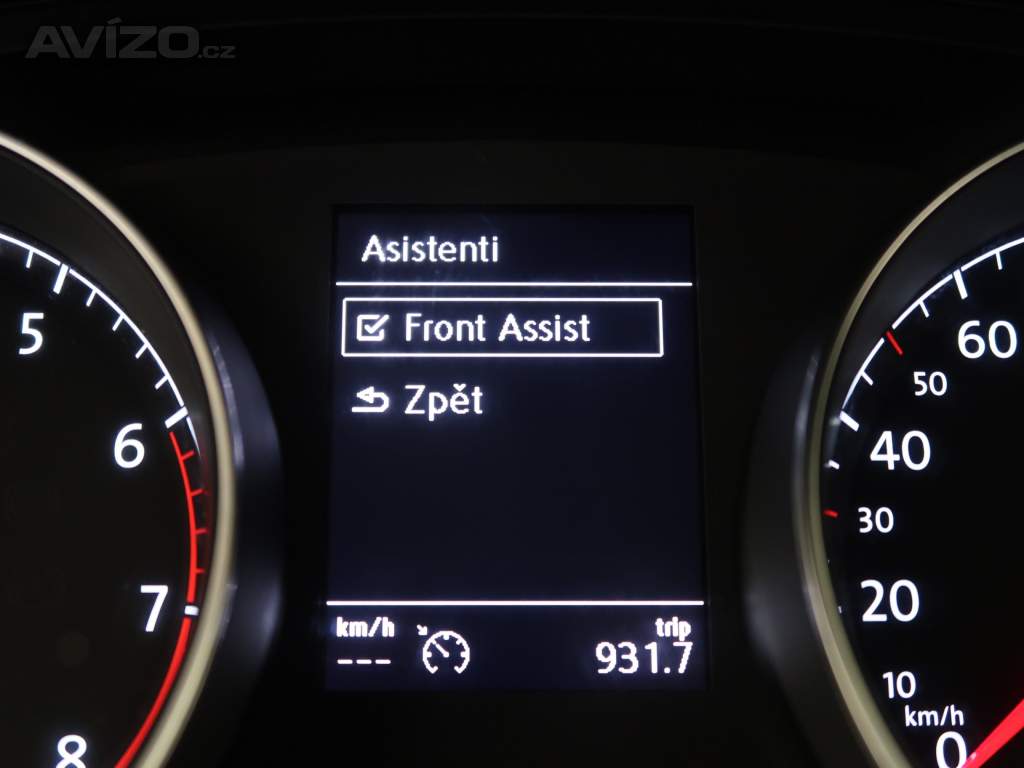 AVÍZO.cz
Asistenti
Front Assist
Zpět
km/h
---
trip
931.7
5
6
7
8
60
50
40
30
20
10
km/h
0